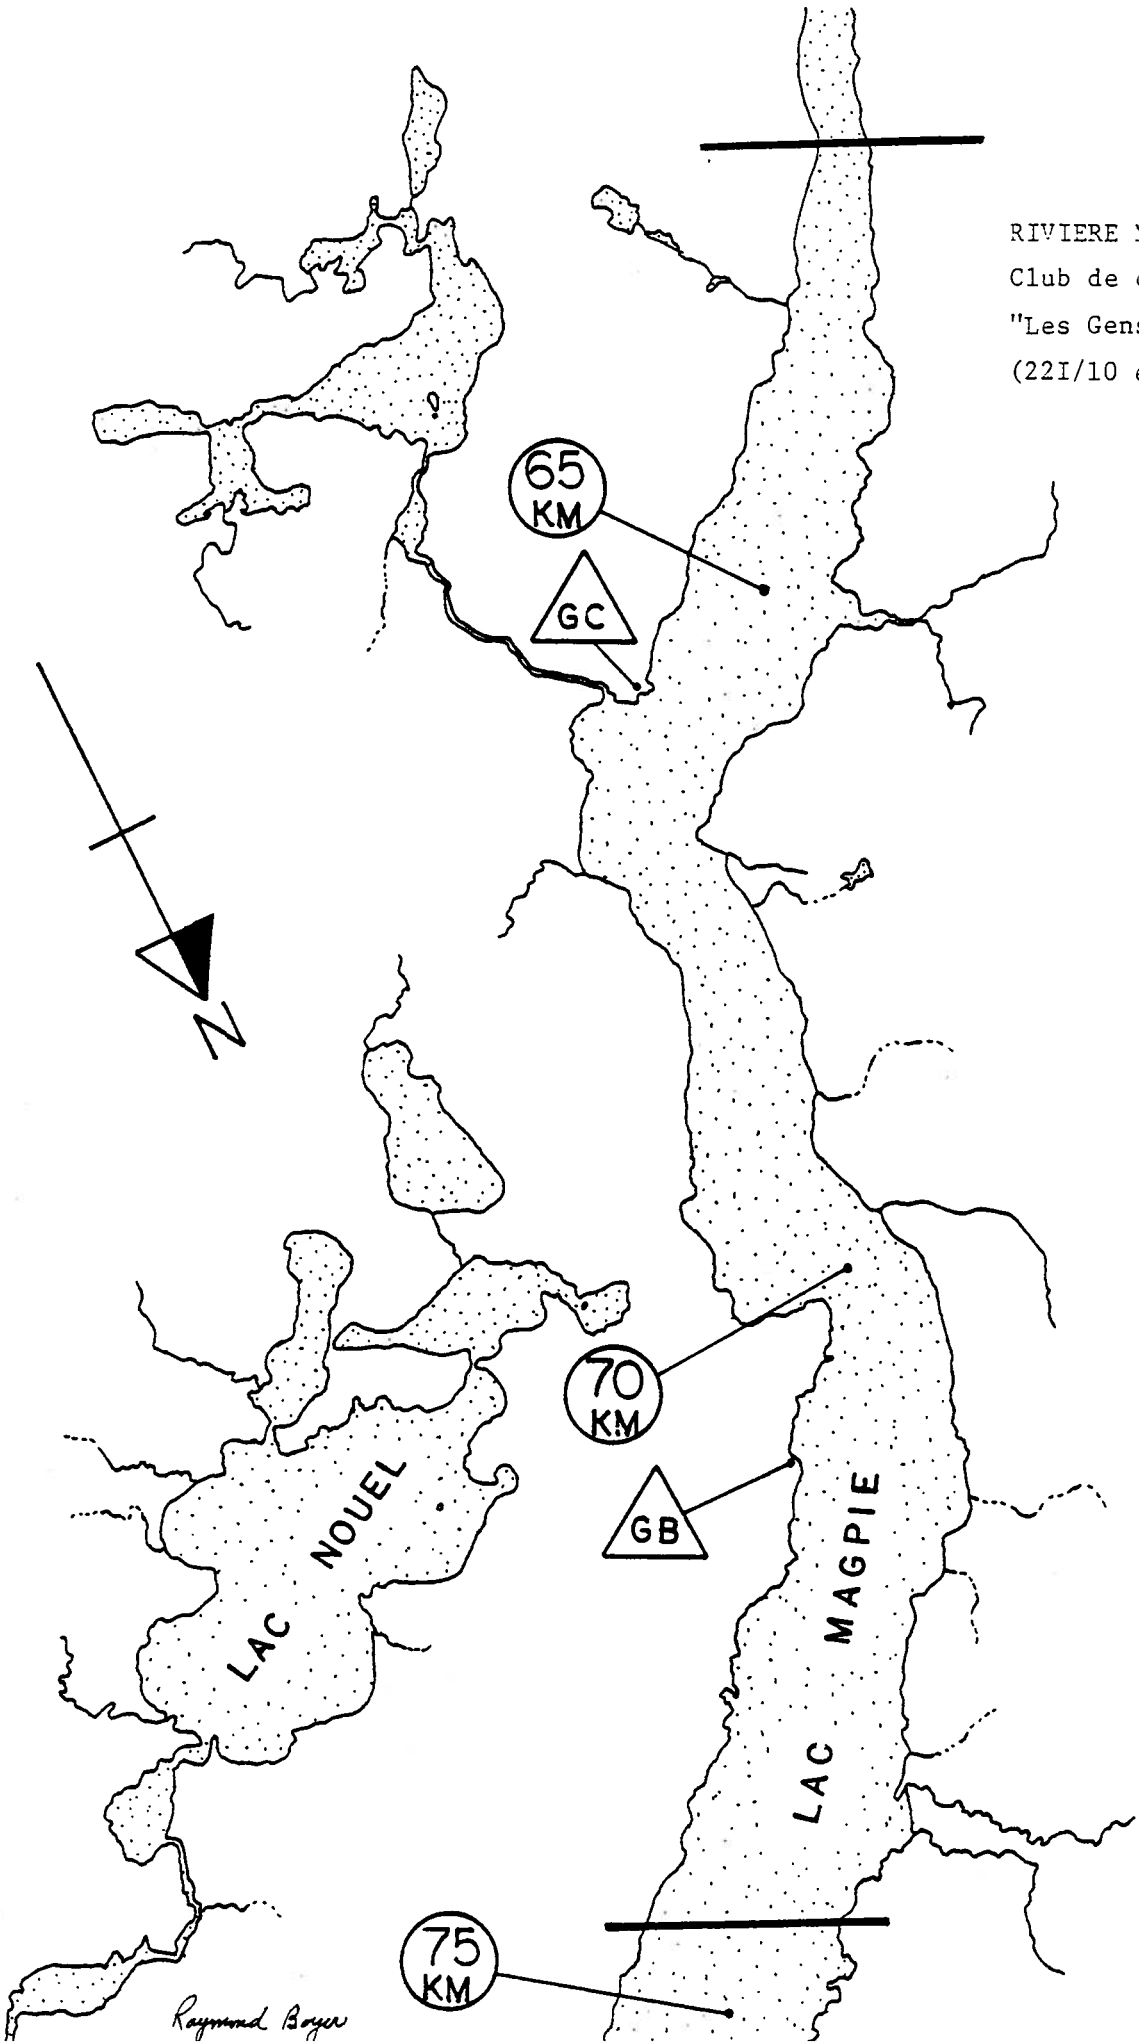 RIVIERE
Club de
"Les Gens
(22I/10
65
KM
GC
N
70
KM
GB
LAC NOUEL
LAC MAGPIE
75
KM
Raymond Boyer